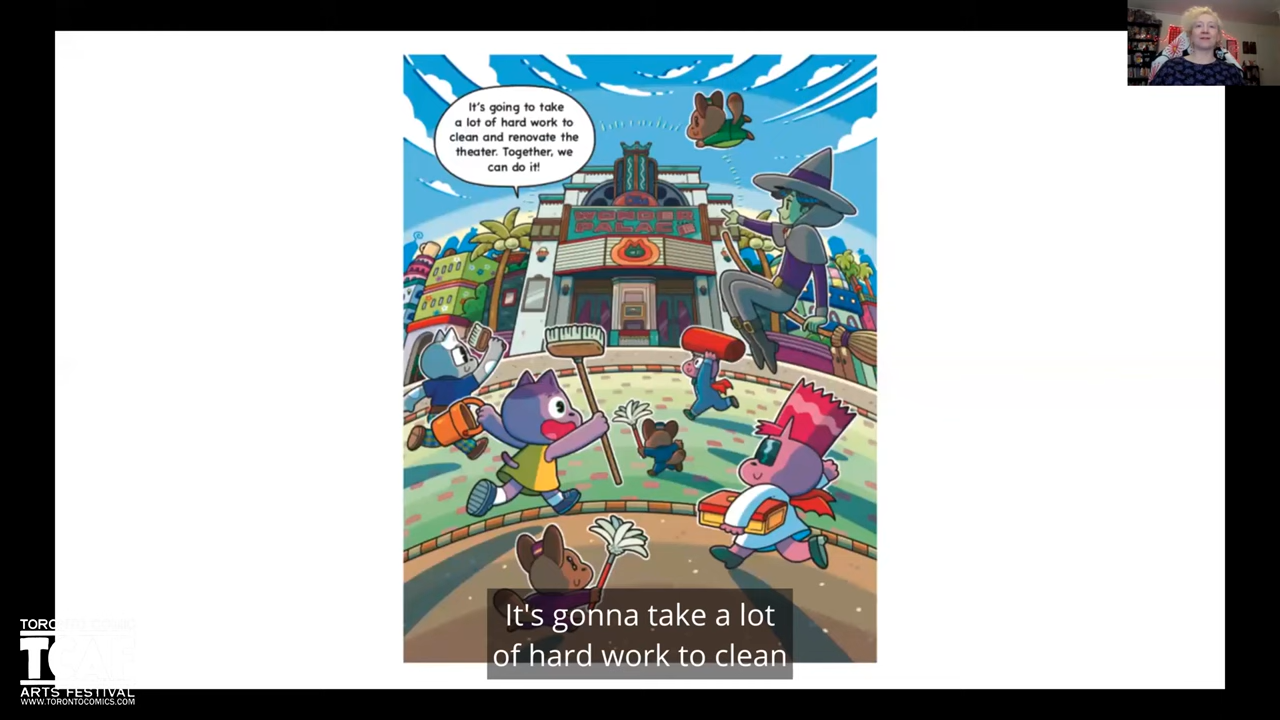 It's going to take
a lot of hard work to
clean and renovate the
theater. Together, we
can do it!
WONDER
PALACE
It's gonna take a lot
of hard work to clean
TORONTO COMIC
TCAF
ARTS FESTIVAL
WWW.TORONTOCOMICS.COM